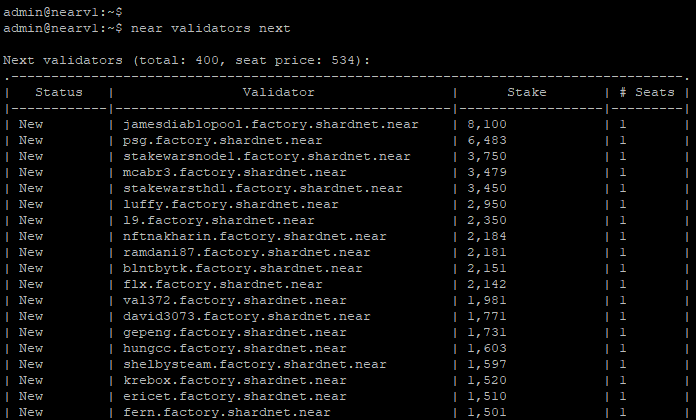 admin@nearv1:~$
admin@nearv1:~$ near validators next
Next validators (total: 400, seat price: 534):
.-----------------------------------------------------------------------------------.
| Status | Validator | Stake | # Seats |
|------------|------------------------------------------|------------------|---------|
| New | jamesdiablopool.factory.shardnet.near | 8,100 | 1 |
| New | psg.factory.shardnet.near | 6,483 | 1 |
| New | stakewarsnode1.factory.shardnet.near | 3,750 | 1 |
| New | mcabr3.factory.shardnet.near | 3,479 | 1 |
| New | stakewarsthd1.factory.shardnet.near | 3,450 | 1 |
| New | luffy.factory.shardnet.near | 2,950 | 1 |
| New | l9.factory.shardnet.near | 2,350 | 1 |
| New | nftnakharin.factory.shardnet.near | 2,184 | 1 |
| New | ramdani87.factory.shardnet.near | 2,181 | 1 |
| New | blntbytk.factory.shardnet.near | 2,151 | 1 |
| New | flx.factory.shardnet.near | 2,142 | 1 |
| New | val372.factory.shardnet.near | 1,981 | 1 |
| New | david3073.factory.shardnet.near | 1,771 | 1 |
| New | gepeng.factory.shardnet.near | 1,731 | 1 |
| New | hungcc.factory.shardnet.near | 1,603 | 1 |
| New | shelbysteam.factory.shardnet.near | 1,597 | 1 |
| New | krebox.factory.shardnet.near | 1,520 | 1 |
| New | ericet.factory.shardnet.near | 1,510 | 1 |
| New | fern.factory.shardnet.near | 1,501 | 1 |